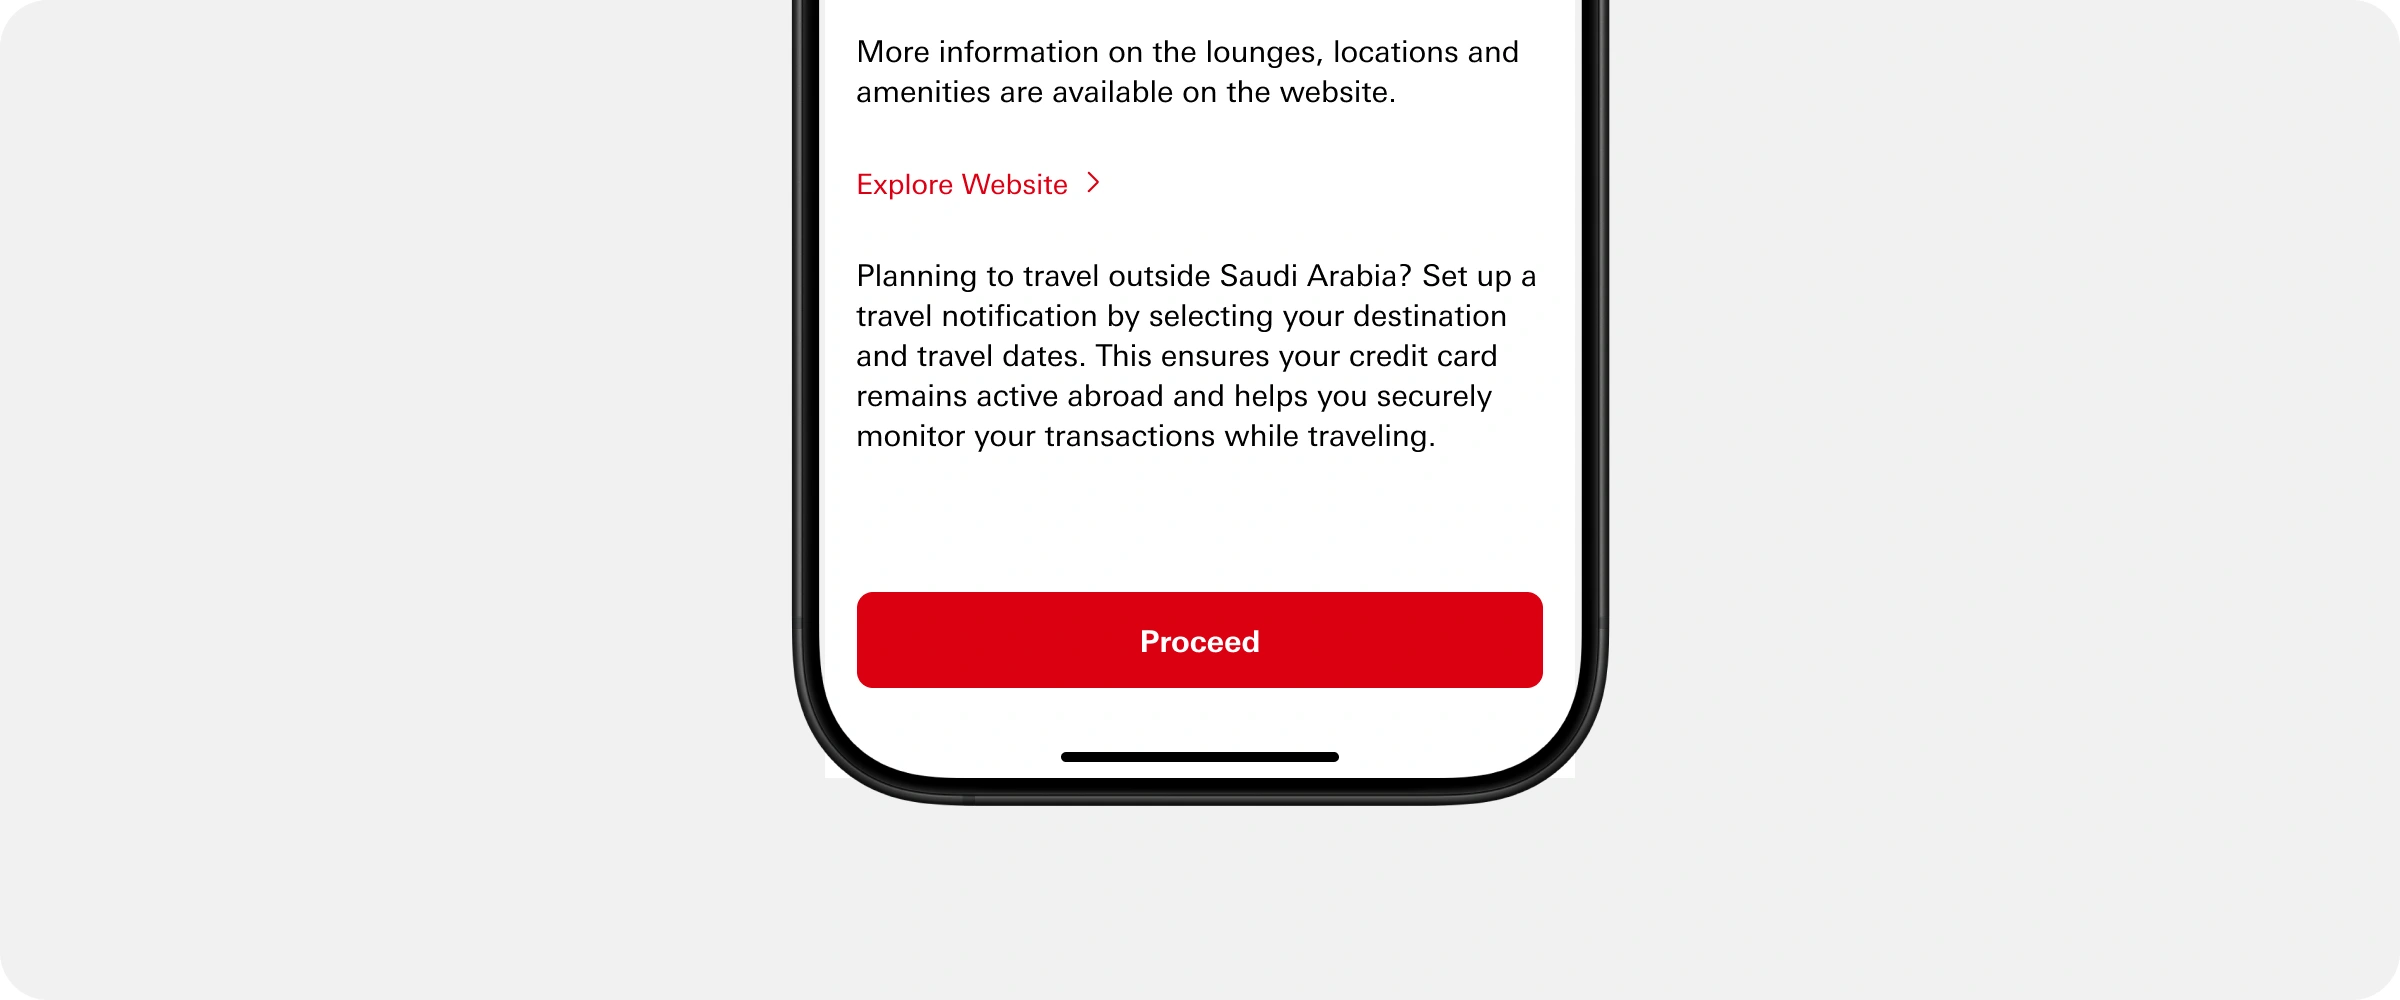 More information on the lounges, locations and
amenities are available on the website.
Explore Website
Planning to travel outside Saudi Arabia? Set up a
travel notification by selecting your destination
and travel dates. This ensures your credit card
remains active abroad and helps you securely
monitor your transactions while traveling.
Proceed